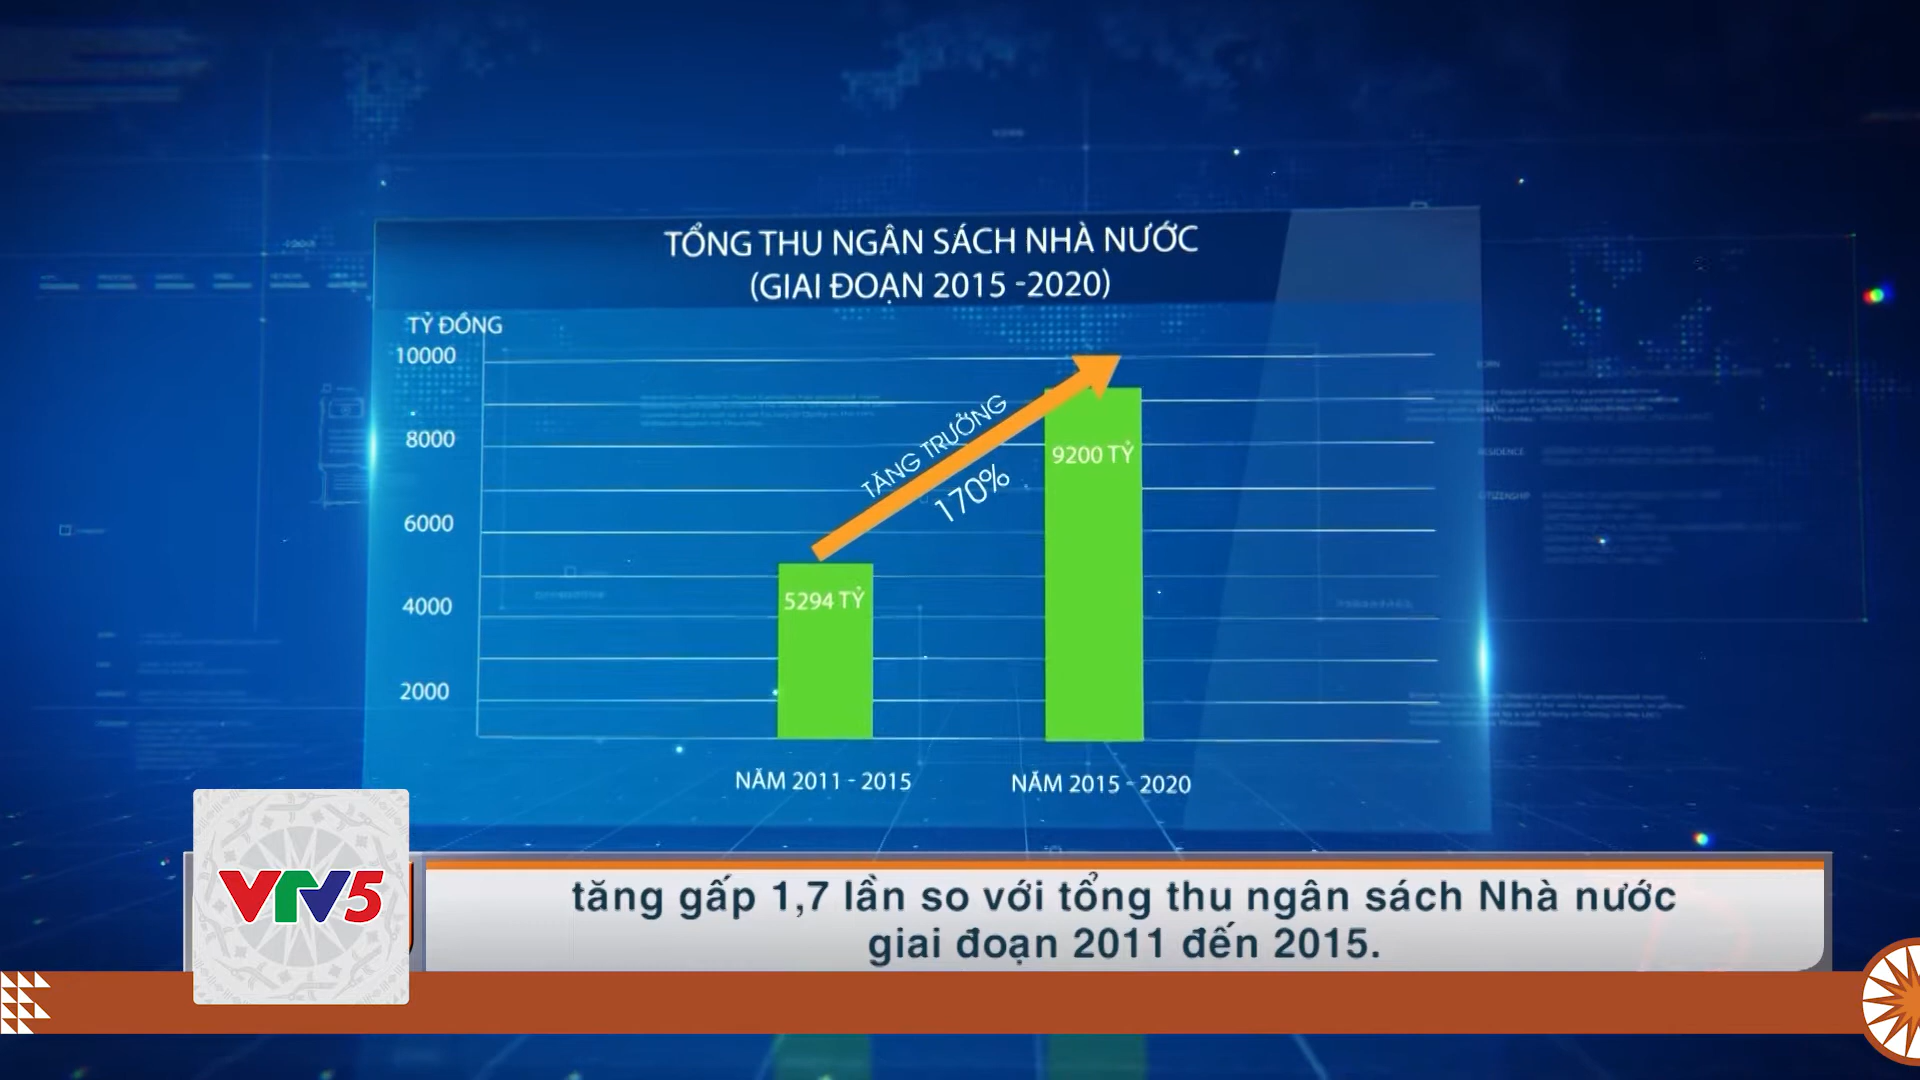 TỔNG THU NGÂN SÁCH NHÀ NƯỚC
(GIAI ĐOẠN 2015 -2020)
TỶ ĐỒNG
10000
8000
6000
4000
2000
TĂNG TRƯỞNG
170%
9200 TỶ
5294 TỶ
NĂM 2011 - 2015
NĂM 2015 - 2020
VTV5
tăng gấp 1,7 lần so với tổng thu ngân sách Nhà nước
giai đoạn 2011 đến 2015.